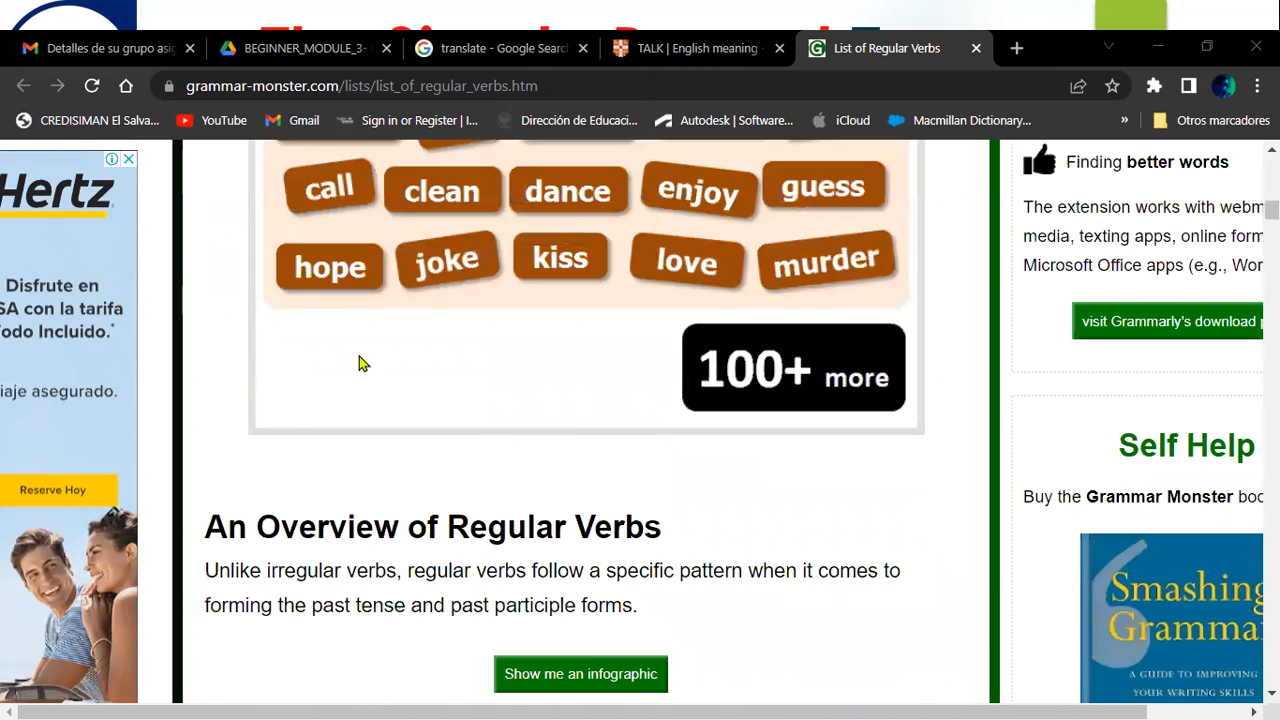 Detalles de su grupo asig
BEGINNER_MODULE_3-
translate - Google Search
TALK | English meaning -
List of Regular Verbs
grammar-monster.com/lists/list_of_regular_verbs.htm
CREDISIMAN El Salva...
YouTube
Gmail
Sign in or Register | I...
Dirección de Educaci...
Autodesk | Software...
iCloud
Macmillan Dictionary...
»
Otros marcadores
Hertz
Disfrute en
SA con la tarifa
odo Incluido.*
iaje asegurado.
Reserve Hoy
call clean dance enjoy guess
hope joke kiss love murder
100+ more
An Overview of Regular Verbs
Unlike irregular verbs, regular verbs follow a specific pattern when it comes to
forming the past tense and past participle forms.
Show me an infographic
Finding better words
The extension works with webm
media, texting apps, online form
Microsoft Office apps (e.g., Wor
visit Grammarly's download p
Self Help
Buy the Grammar Monster boo
Smashing
Gramma
A GUIDE TO IMPROVING
YOUR WRITING SKILLS